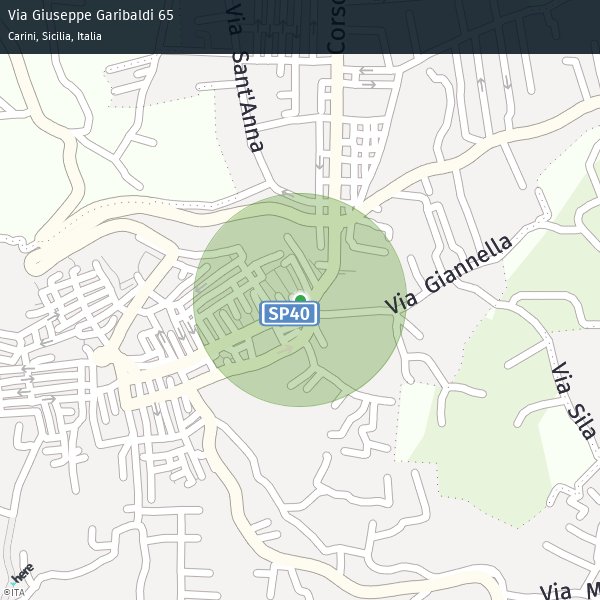 Via Giuseppe Garibaldi 65
Carini, Sicilia, Italia
Via Sant'Anna
Corso
Via Giannella
SP40
Via Sila
here
Via M
©ITA